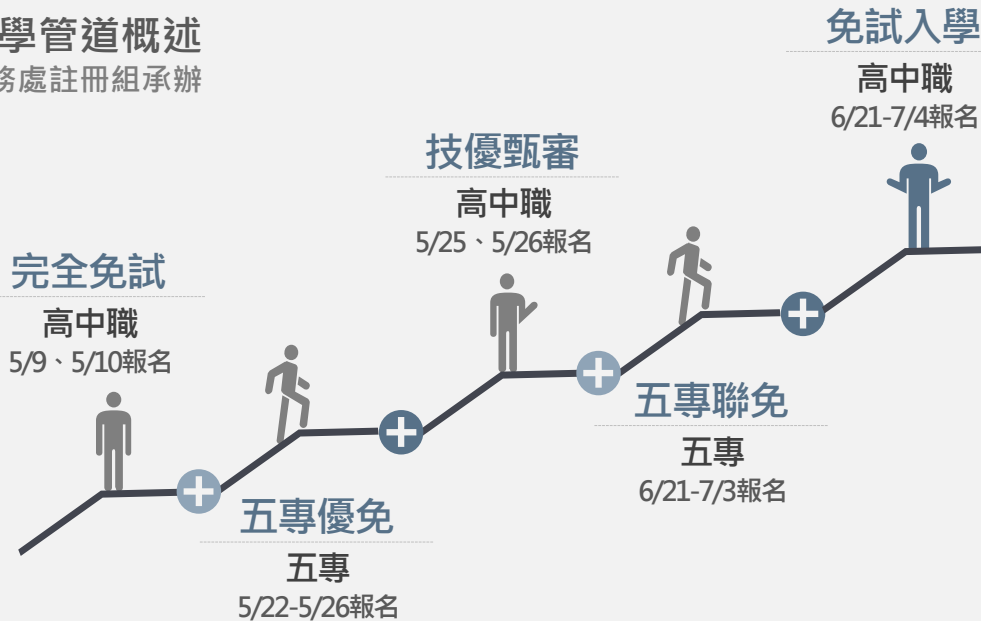 學管道概述
務處註冊組承辦
完全免試
高中職
5/9、5/10報名
五專優免
五專
5/22-5/26報名
技優甄審
高中職
5/25、5/26報名
五專聯免
五專
6/21-7/3報名
免試入學
高中職
6/21-7/4報名